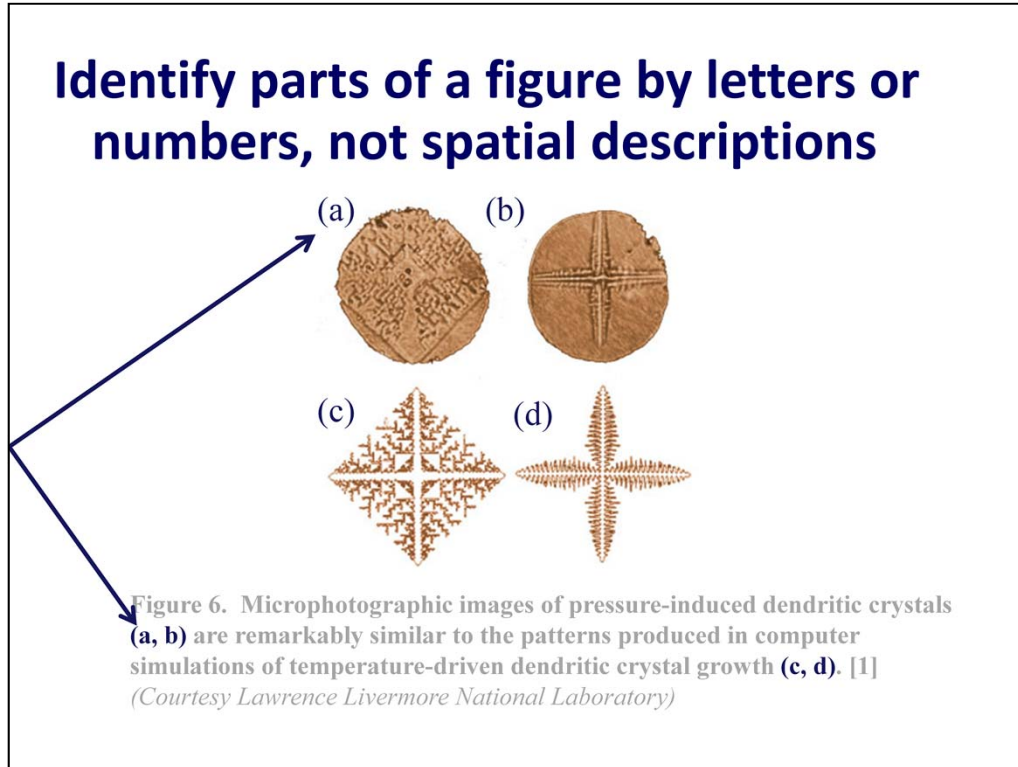 Identify parts of a figure by letters or
numbers, not spatial descriptions
(a)
(b)
(c)
(d)
Figure 6. Microphotographic images of pressure-induced dendritic crystals
(a, b) are remarkably similar to the patterns produced in computer
simulations of temperature-driven dendritic crystal growth (c, d). [1]
(Courtesy Lawrence Livermore National Laboratory)